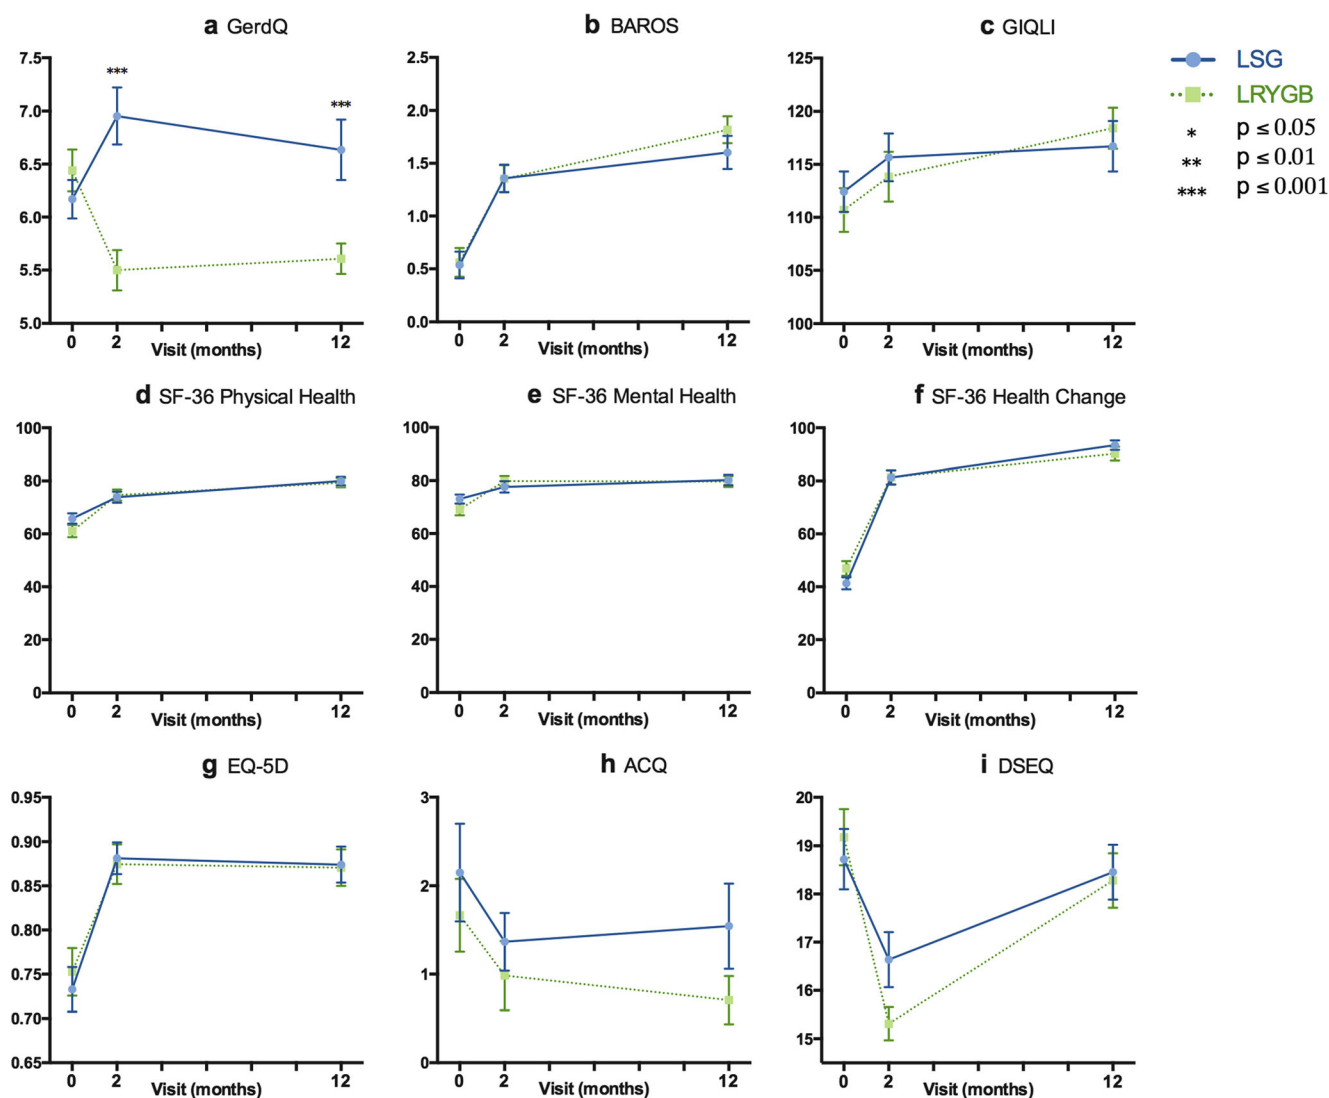 a GerdQ
7.5
7.0
6.5
6.0
5.5
5.0
***
***
0 2 12
Visit (months)
b BAROS
2.5
2.0
1.5
1.0
0.5
0.0
0 2 12
Visit (months)
c GIQLI
125
120
115
110
105
100
0 2 12
Visit (months)
LSG
LRYGB
* p ≤ 0.05
** p ≤ 0.01
*** p ≤ 0.001
d SF-36 Physical Health
100
80
60
40
20
0
0 2 12
Visit (months)
e SF-36 Mental Health
100
80
60
40
20
0
0 2 12
Visit (months)
f SF-36 Health Change
100
80
60
40
20
0
0 2 12
Visit (months)
g EQ-5D
0.95
0.90
0.85
0.80
0.75
0.70
0.65
0 2 12
Visit (months)
h ACQ
3
2
1
0
0 2 12
Visit (months)
i DSEQ
20
19
18
17
16
15
0 2 12
Visit (months)